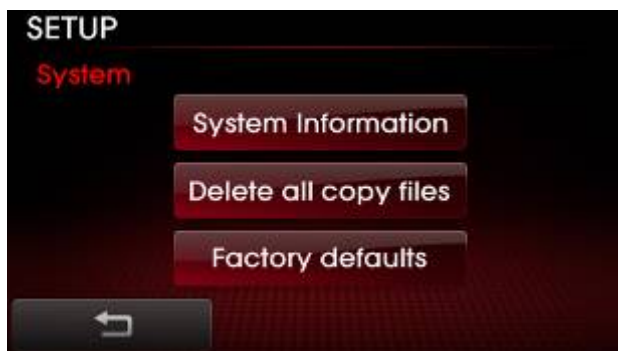 SETUP
System
System Information
Delete all copy files
Factory defaults